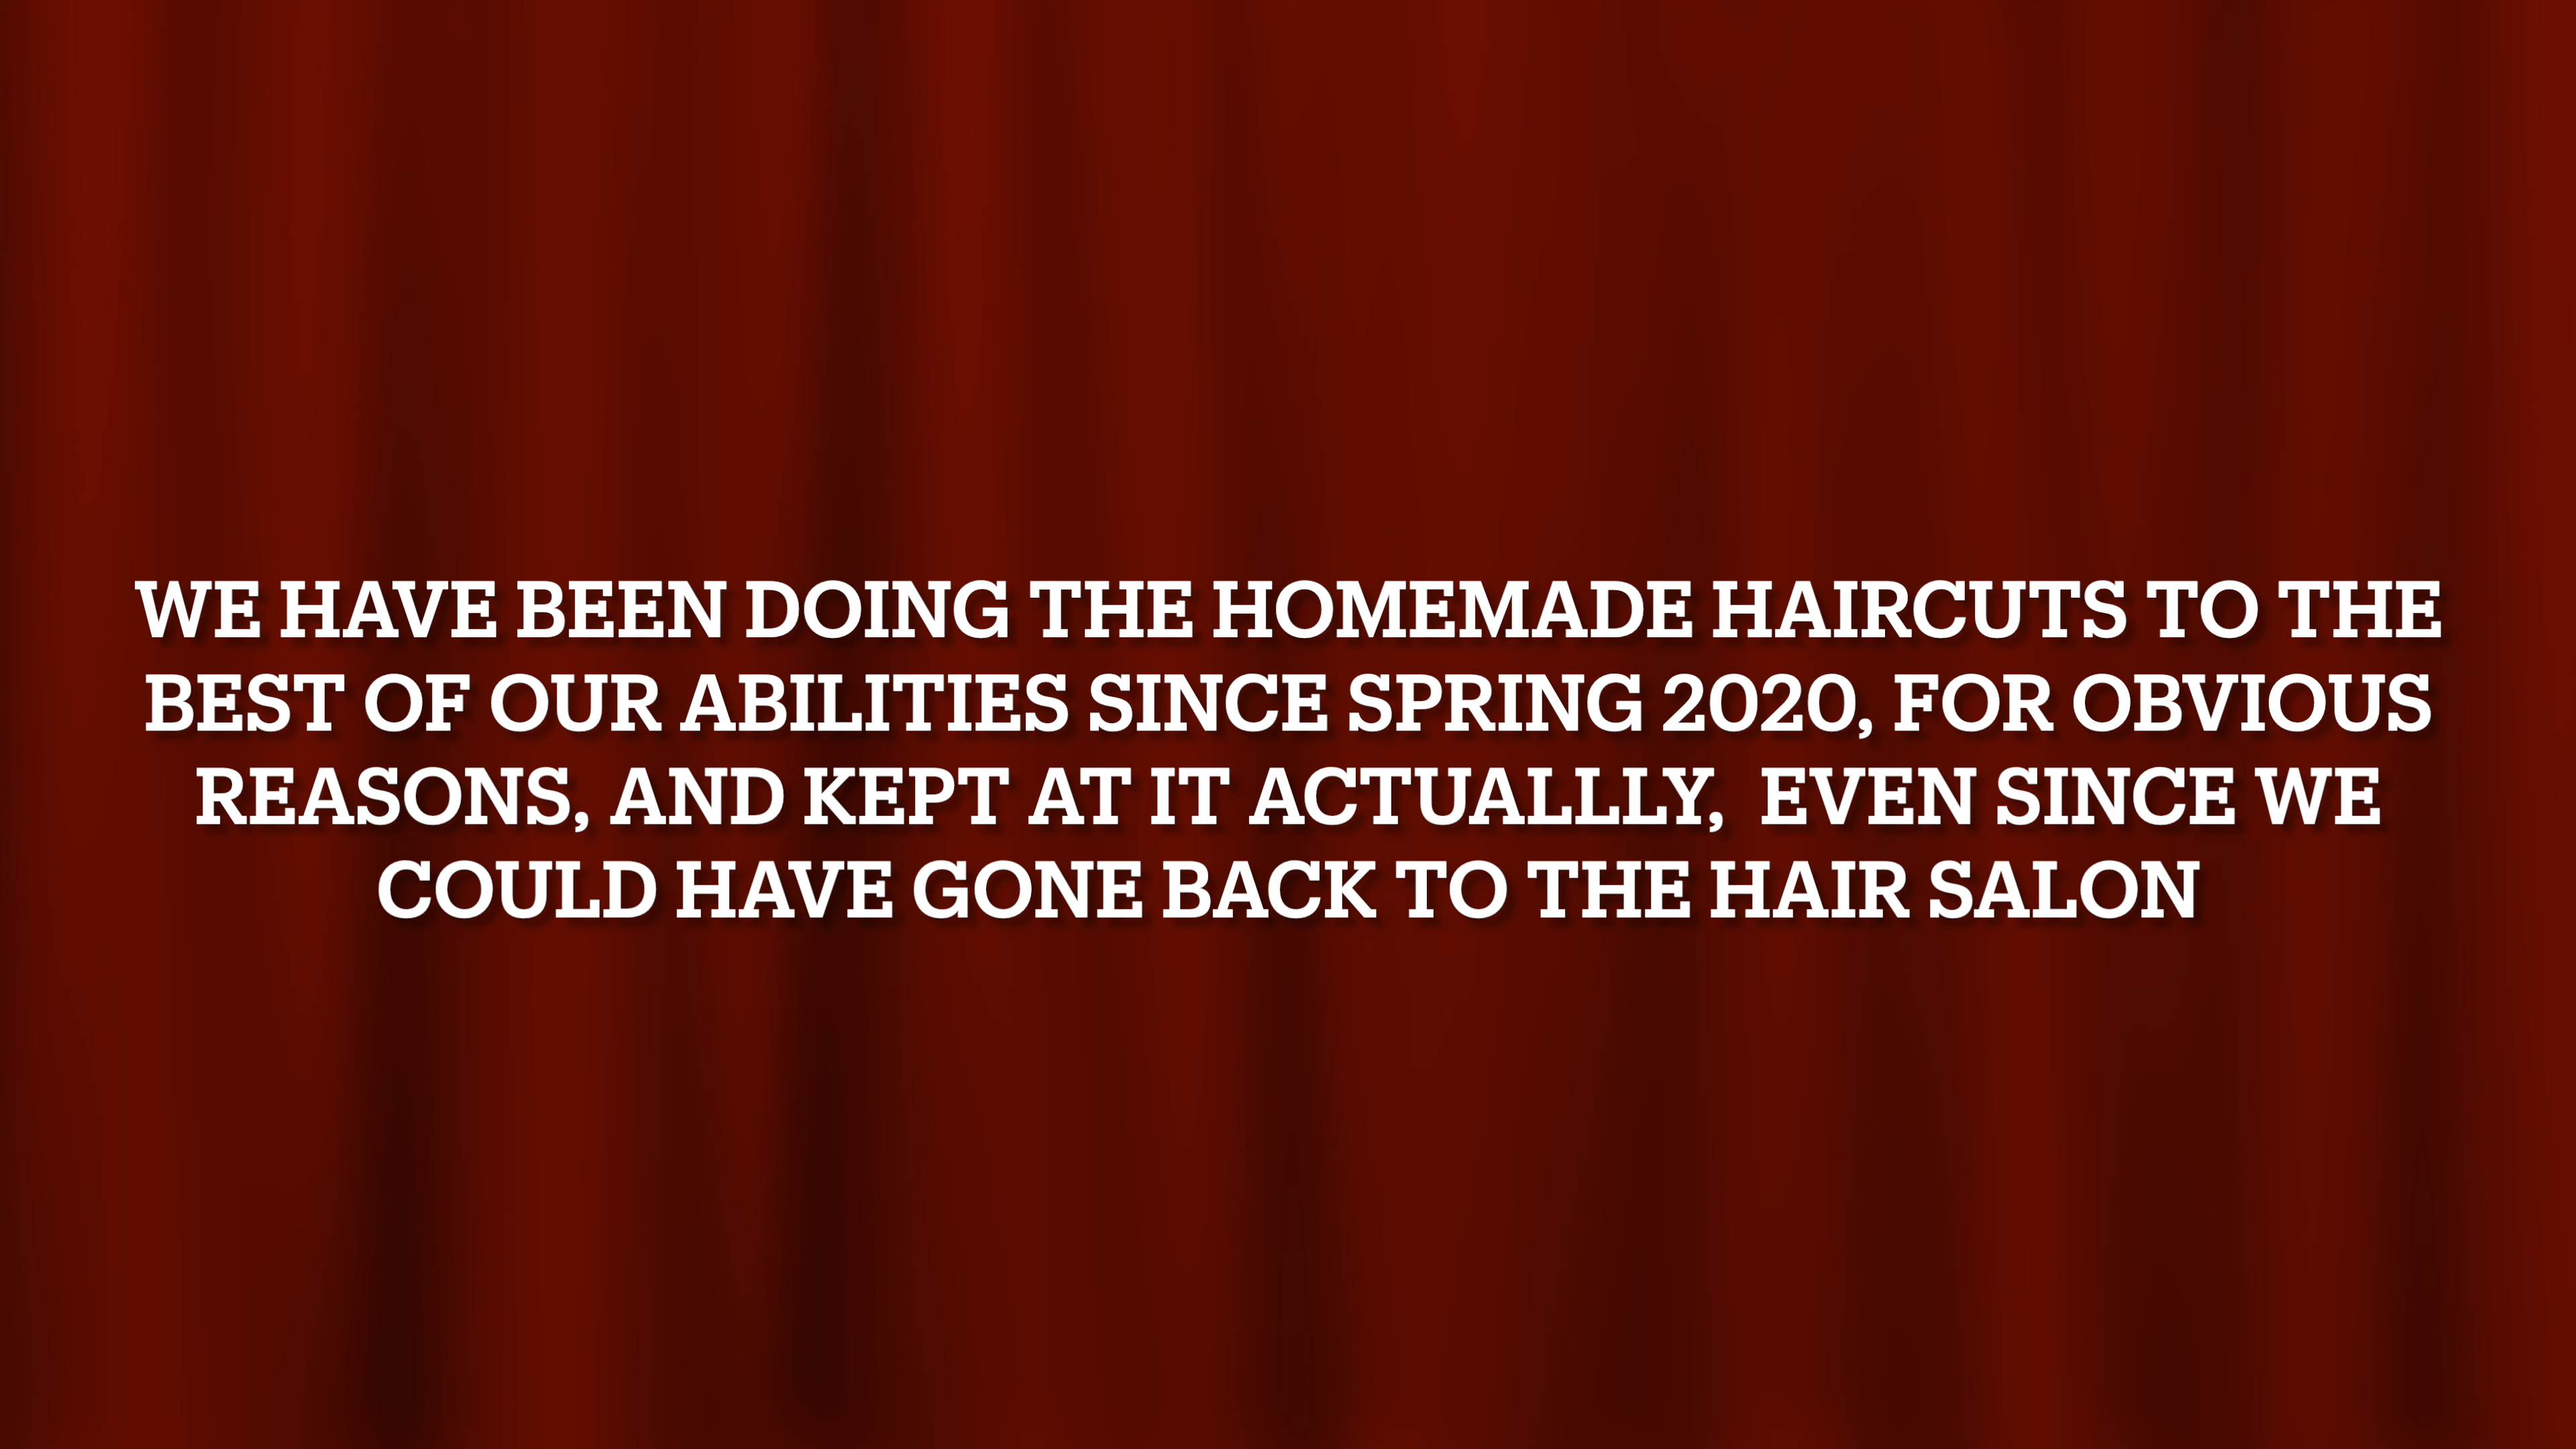 WE HAVE BEEN DOING THE HOMEMADE HAIRCUTS TO THE
BEST OF OUR ABILITIES SINCE SPRING 2020, FOR OBVIOUS
REASONS, AND KEPT AT IT ACTUALLLY,  EVEN SINCE WE
COULD HAVE GONE BACK TO THE HAIR SALON